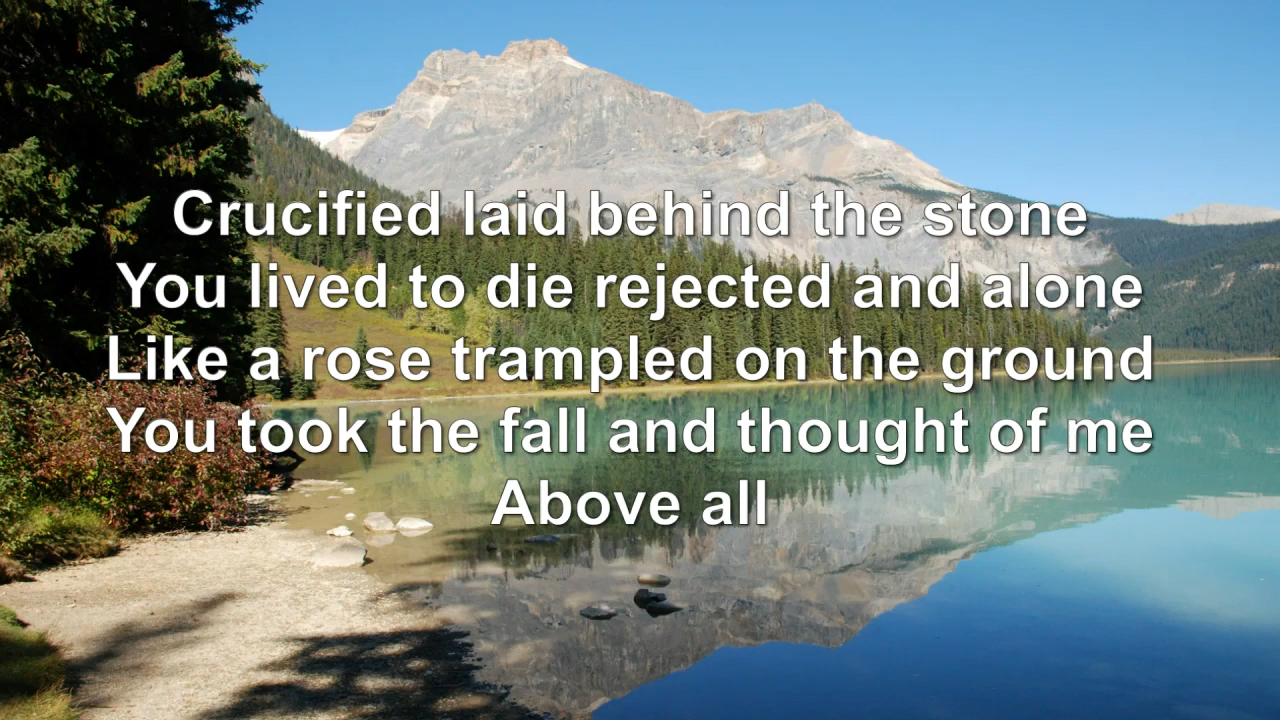 Crucified laid behind the stone
You lived to die rejected and alone
Like a rose trampled on the ground
You took the fall and thought of me
Above all